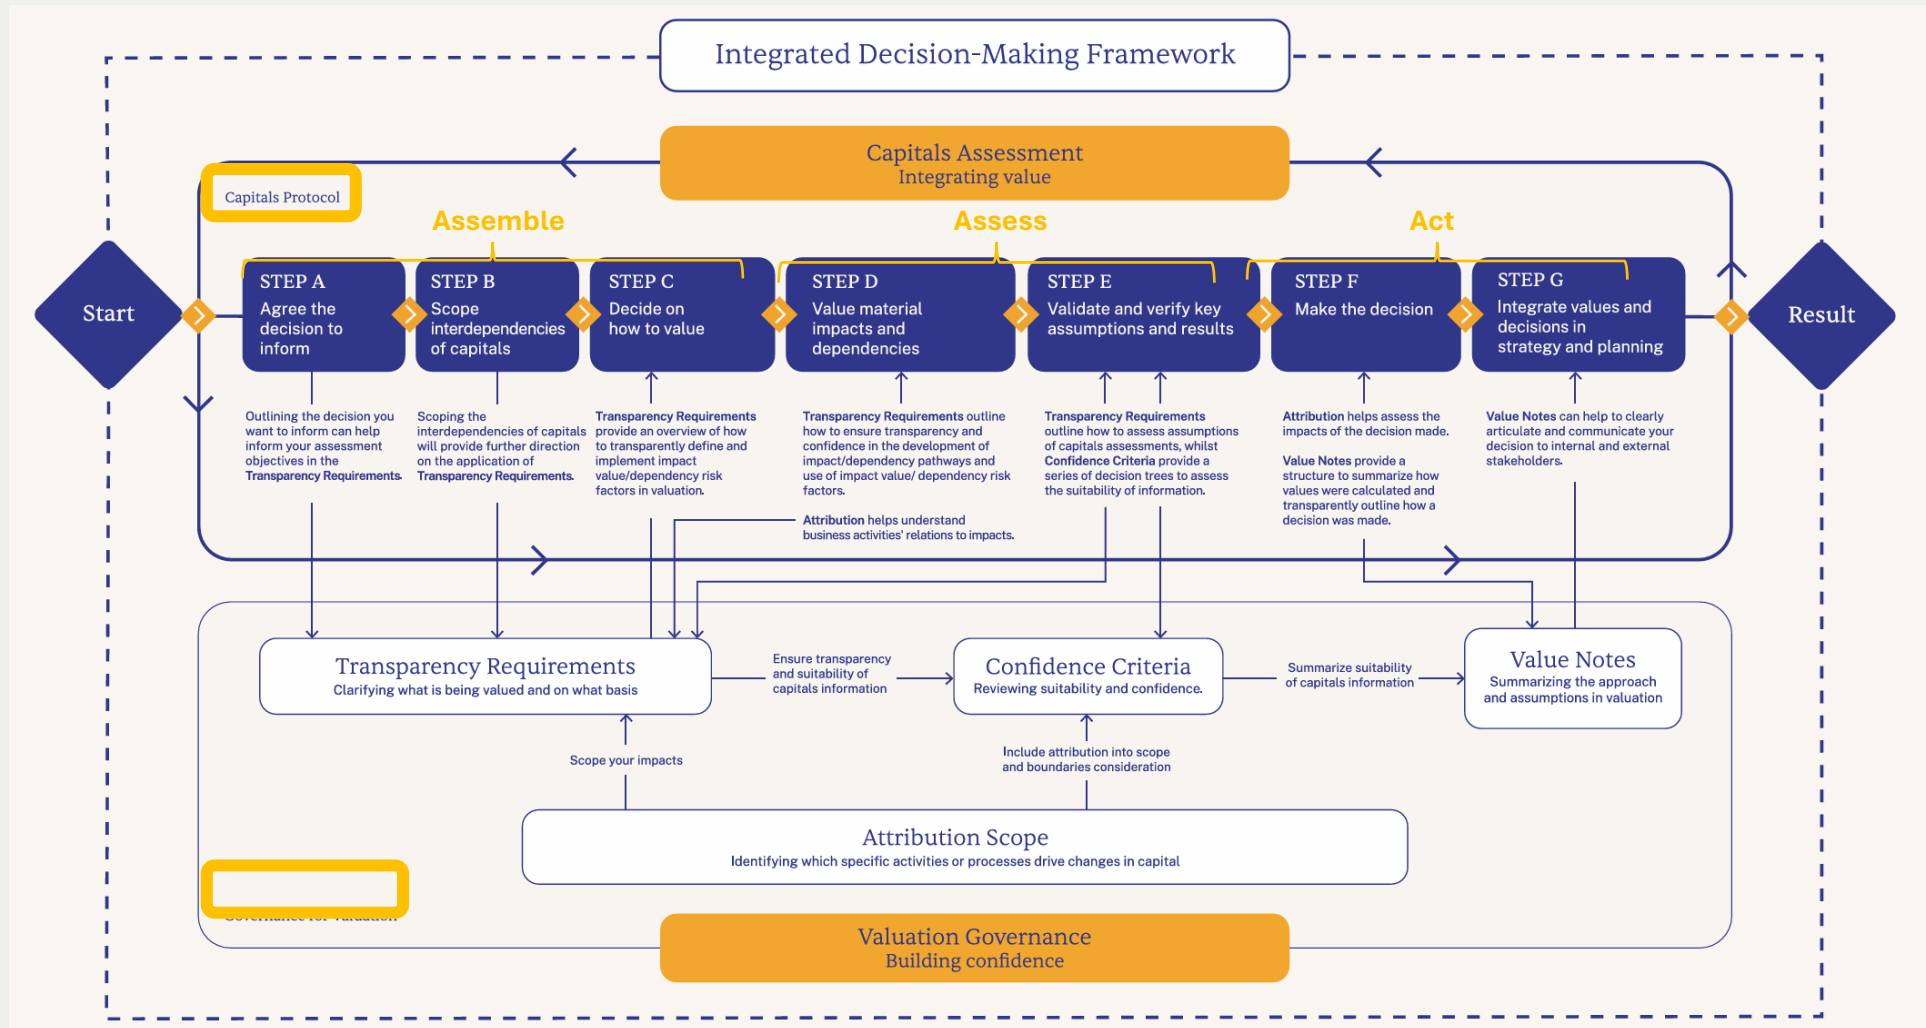 Integrated Decision-Making Framework
Capitals Assessment
Integrating value
Capitals Protocol
Assemble
Assess
Act
Start
STEP A
Agree the
decision to
inform
STEP B
Scope
interdependencies
of capitals
STEP C
Decide on
how to value
STEP D
Value material
impacts and
dependencies
STEP E
Validate and verify key
assumptions and results
STEP F
Make the decision
STEP G
Integrate values and
decisions in
strategy and planning
Result
Outlining the decision you
want to inform can help
inform your assessment
objectives in the
Transparency Requirements.
Scoping the
interdependencies of capitals
will provide further direction
on the application of
Transparency Requirements.
Transparency Requirements
provide an overview of how
to transparently define and
implement impact
value/dependency risk
factors in valuation.
Transparency Requirements outline
how to ensure transparency and
confidence in the development of
impact/dependency pathways and
use of impact value/ dependency risk
factors.
Attribution helps understand
business activities' relations to impacts.
Transparency Requirements
outline how to assess assumptions
of capitals assessments, whilst
Confidence Criteria provide a
series of decision trees to assess
the suitability of information.
Attribution helps assess the
impacts of the decision made.
Value Notes provide a
structure to summarize how
values were calculated and
transparently outline how a
decision was made.
Value Notes can help to clearly
articulate and communicate your
decision to internal and external
stakeholders.
Transparency Requirements
Clarifying what is being valued and on what basis
Ensure transparency
and suitability of
capitals information
Confidence Criteria
Reviewing suitability and confidence.
Summarize suitability
of capitals information
Value Notes
Summarizing the approach
and assumptions in valuation
Scope your impacts
Include attribution into scope
and boundaries consideration
Attribution Scope
Identifying which specific activities or processes drive changes in capital
Governance for Valuation
Valuation Governance
Building confidence